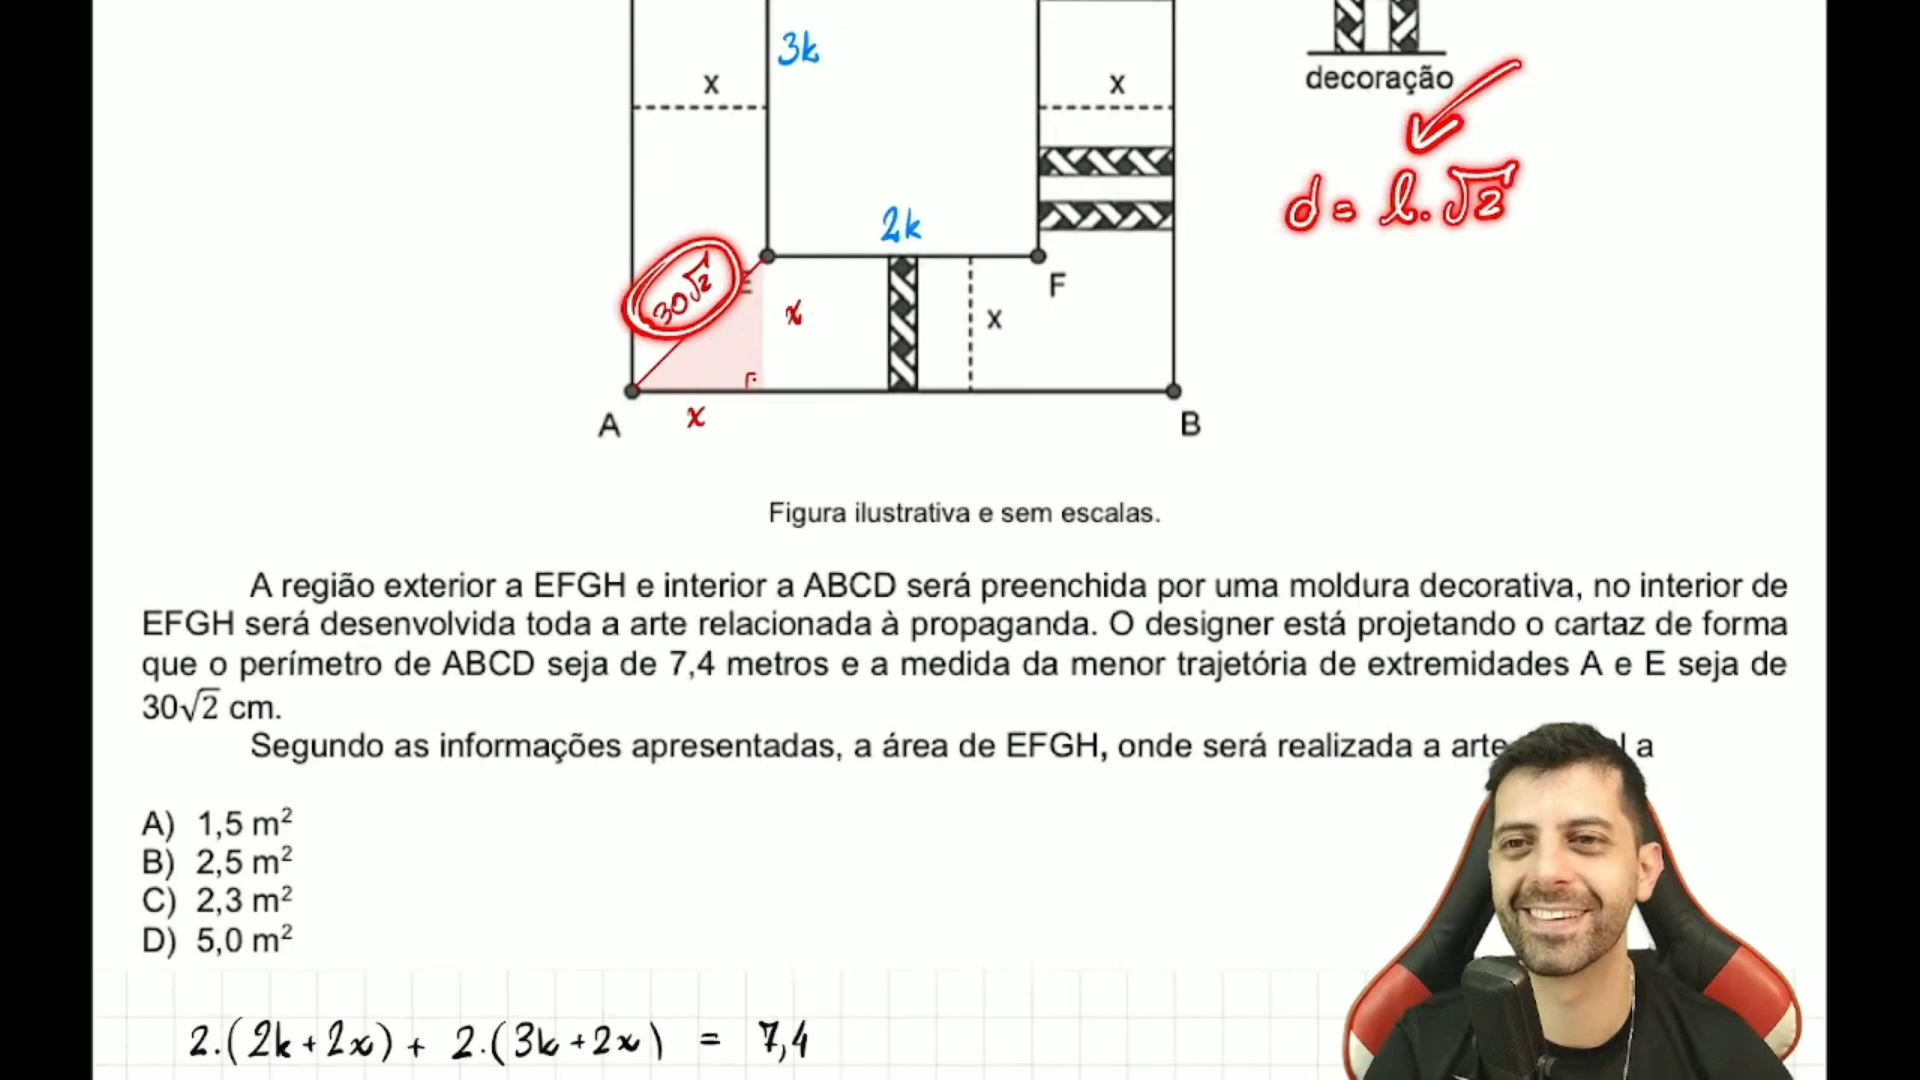 3k
x
x
decoração
d = l.√2
2k
30√2
E
F
x
x
A
x
B
Figura ilustrativa e sem escalas.
A região exterior a EFGH e interior a ABCD será preenchida por uma moldura decorativa, no interior de
EFGH será desenvolvida toda a arte relacionada à propaganda. O designer está projetando o cartaz de forma
que o perímetro de ABCD seja de 7,4 metros e a medida da menor trajetória de extremidades A e E seja de
30√2 cm.
Segundo as informações apresentadas, a área de EFGH, onde será realizada a arte a
A) 1,5 m²
B) 2,5 m²
C) 2,3 m²
D) 5,0 m²
2.(2k + 2x) + 2.(3k + 2x) = 7,4